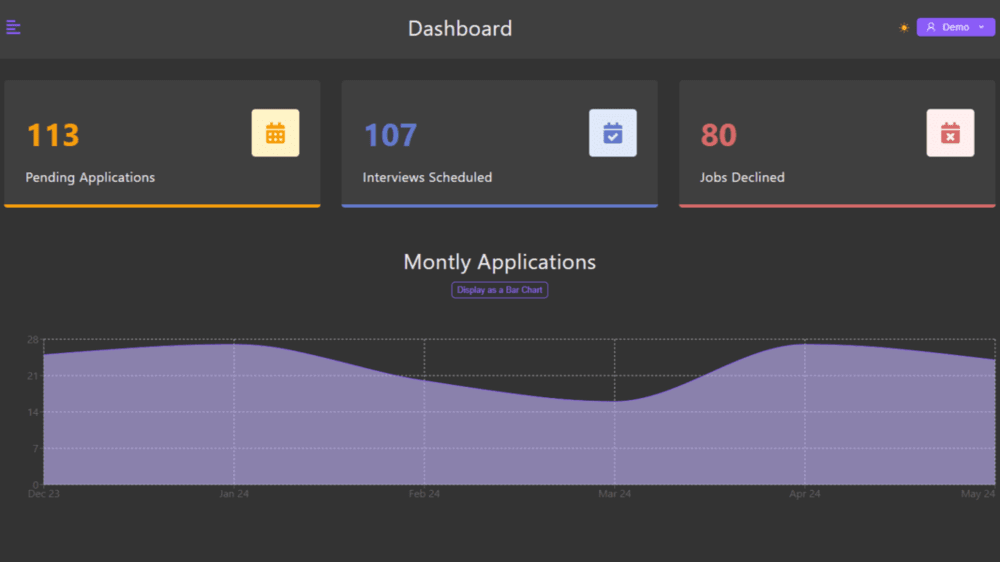 Dashboard
Demo
113
Pending Applications
107
Interviews Scheduled
80
Jobs Declined
Montly Applications
Display as a Bar Chart
28
21
14
7
0
Dec 23 Jan 24 Feb 24 Mar 24 Apr 24 May 24